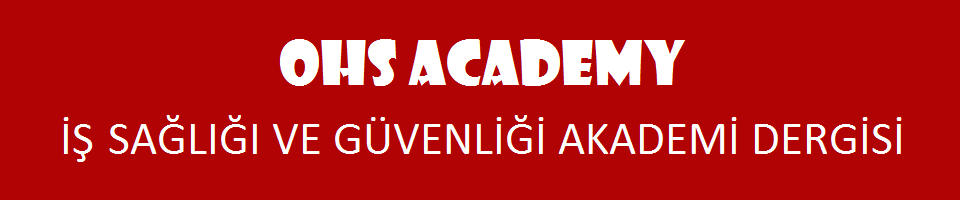 OHS ACADEMY
İŞ SAĞLIĞI VE GÜVENLİĞİ AKADEMİ DERGİSİ